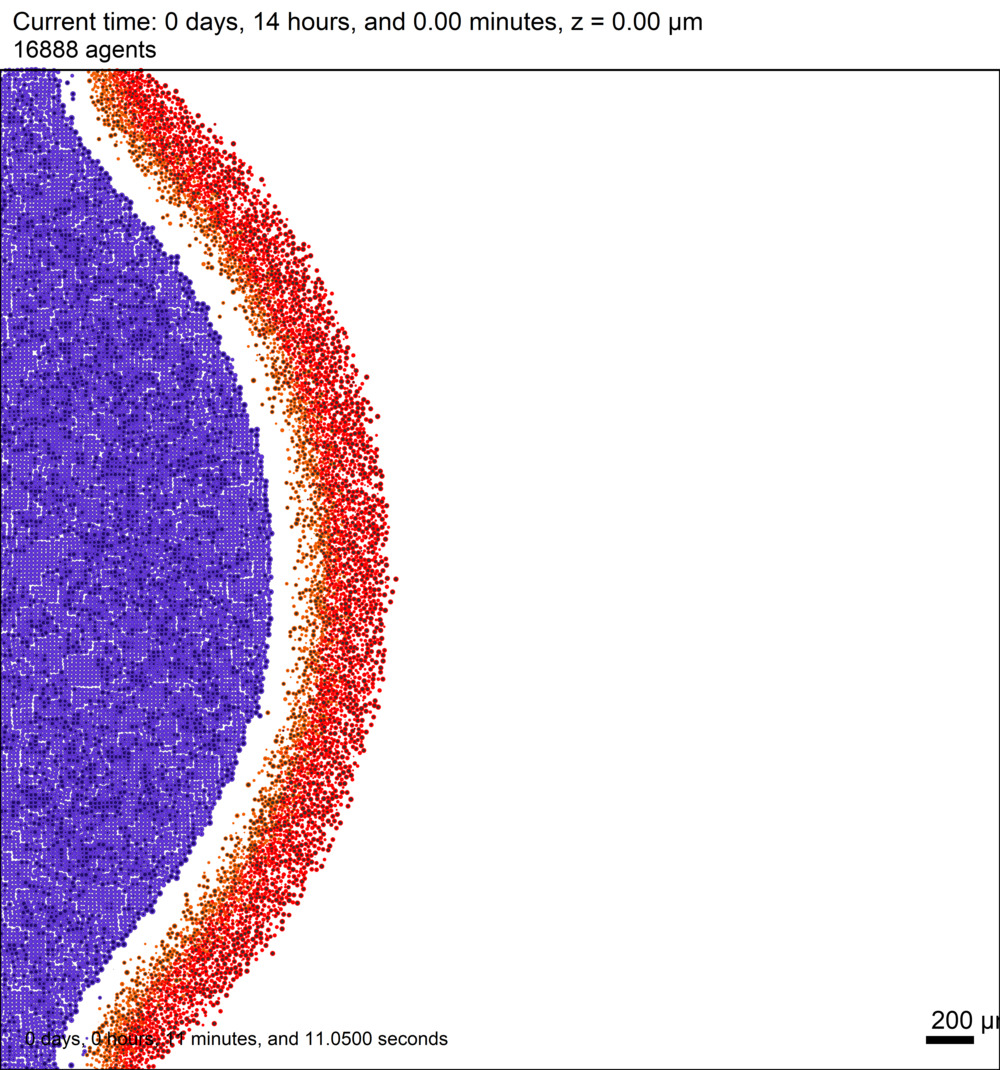 Current time: 0 days, 14 hours, and 0.00 minutes, z = 0.00 μm
16888 agents
200 μ
0 days, 0 hours, 11 minutes, and 11.0500 seconds